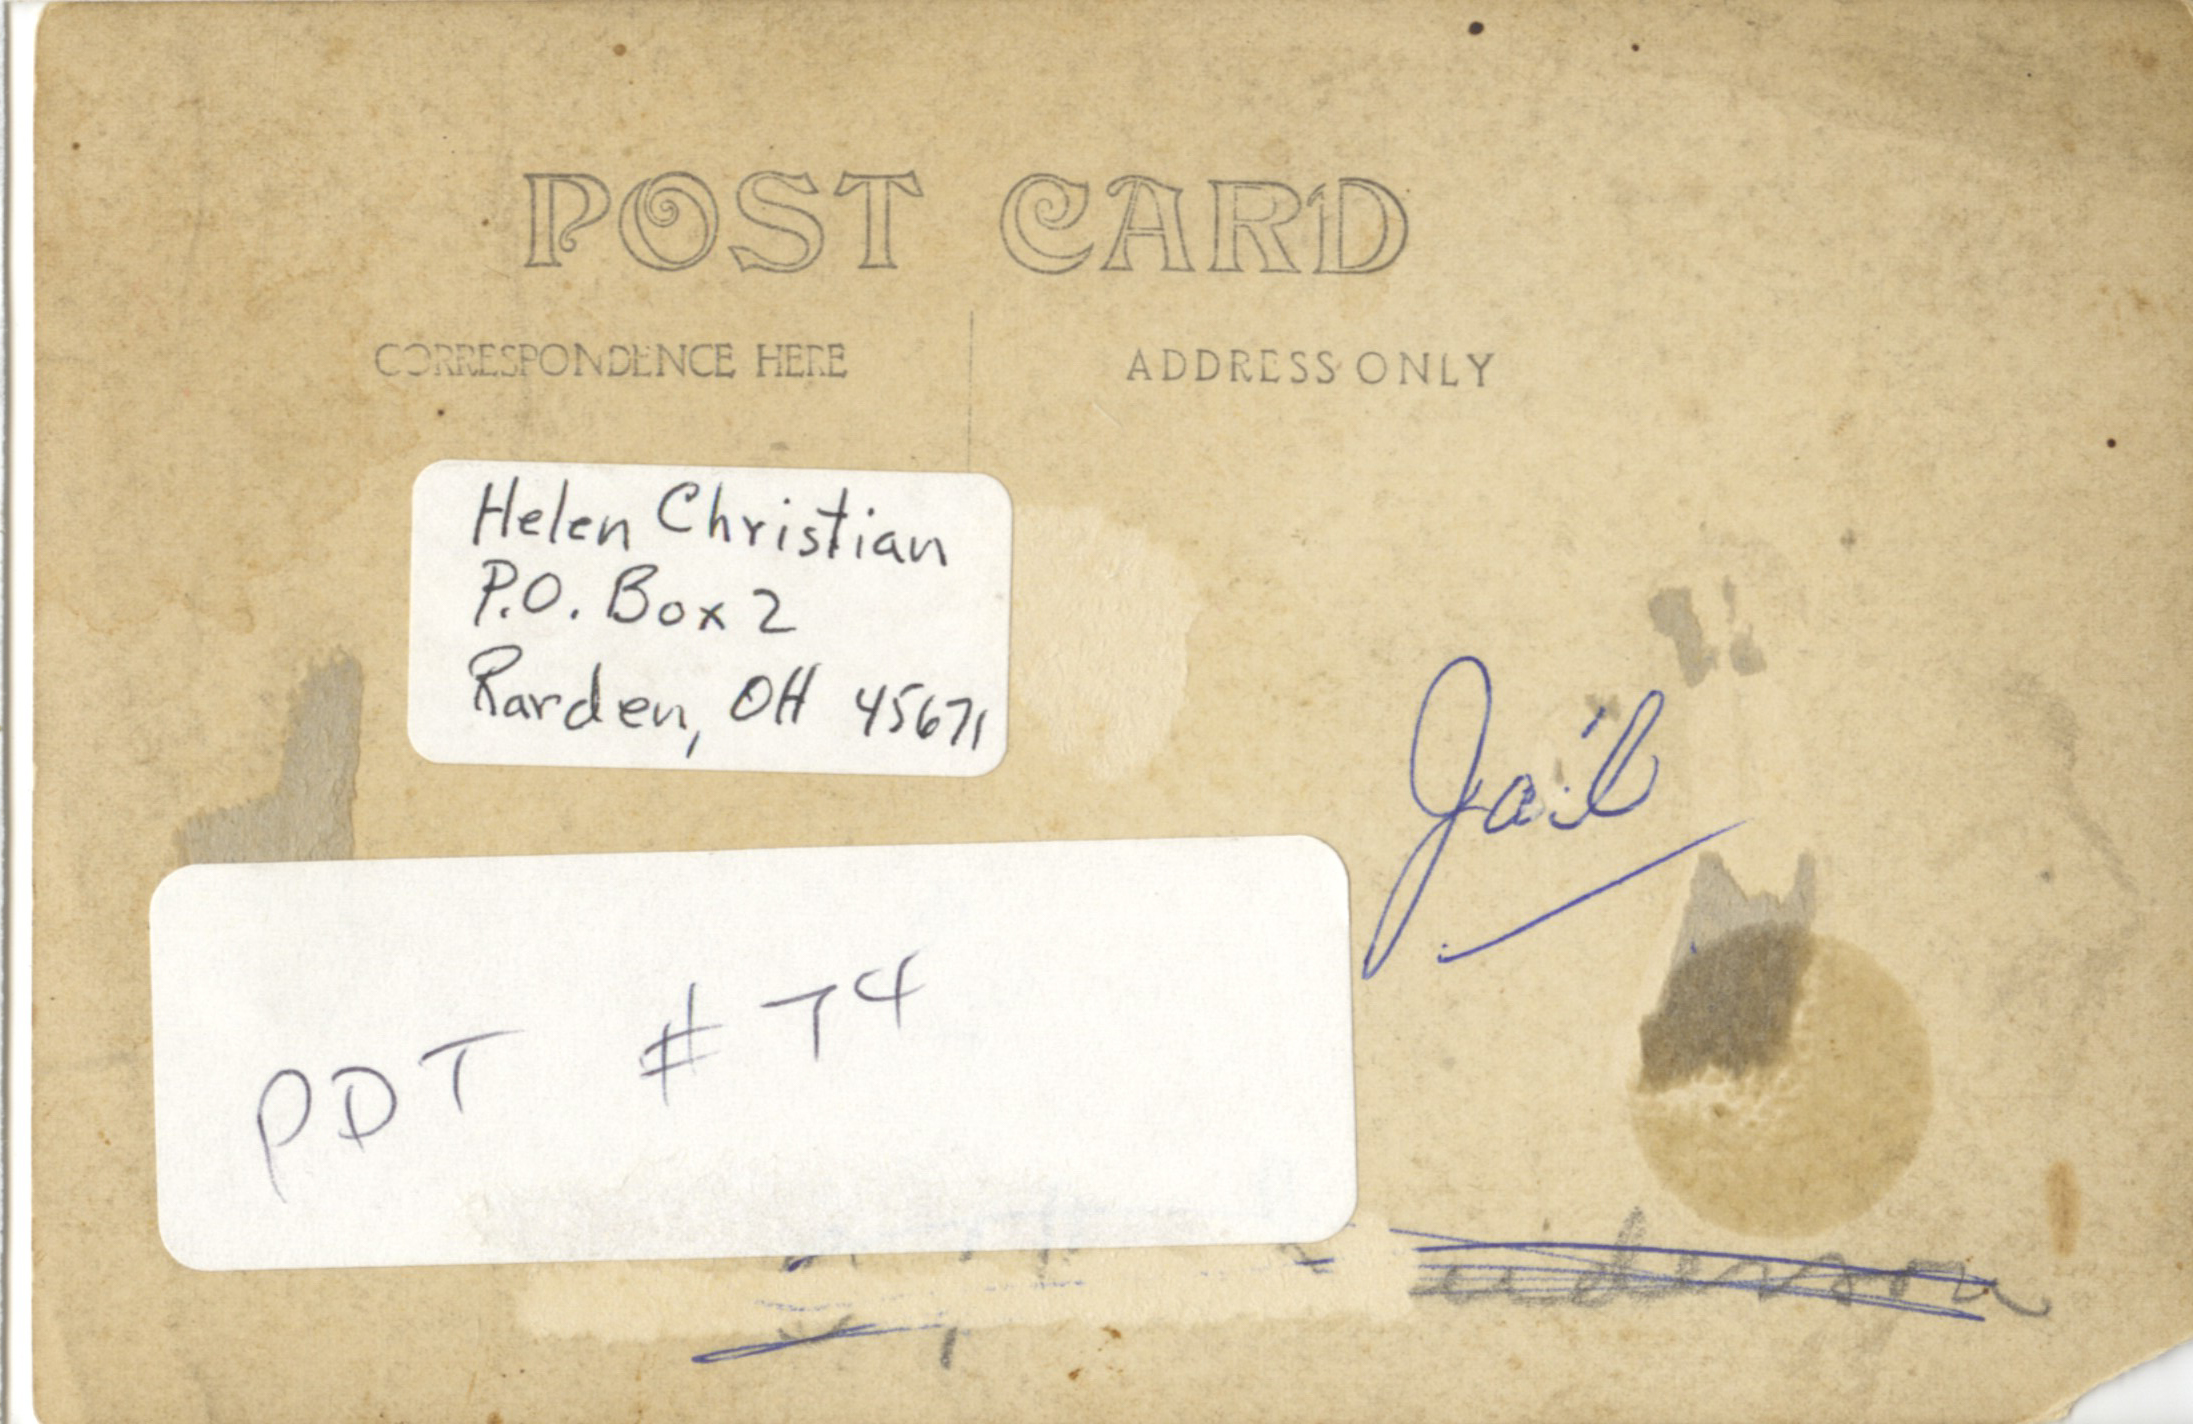 POST CARD
CORRESPONDENCE HERE
ADDRESS ONLY
Helen Christian
P.O. Box 2
Rarden, OH 45671
Jail
PDT #74